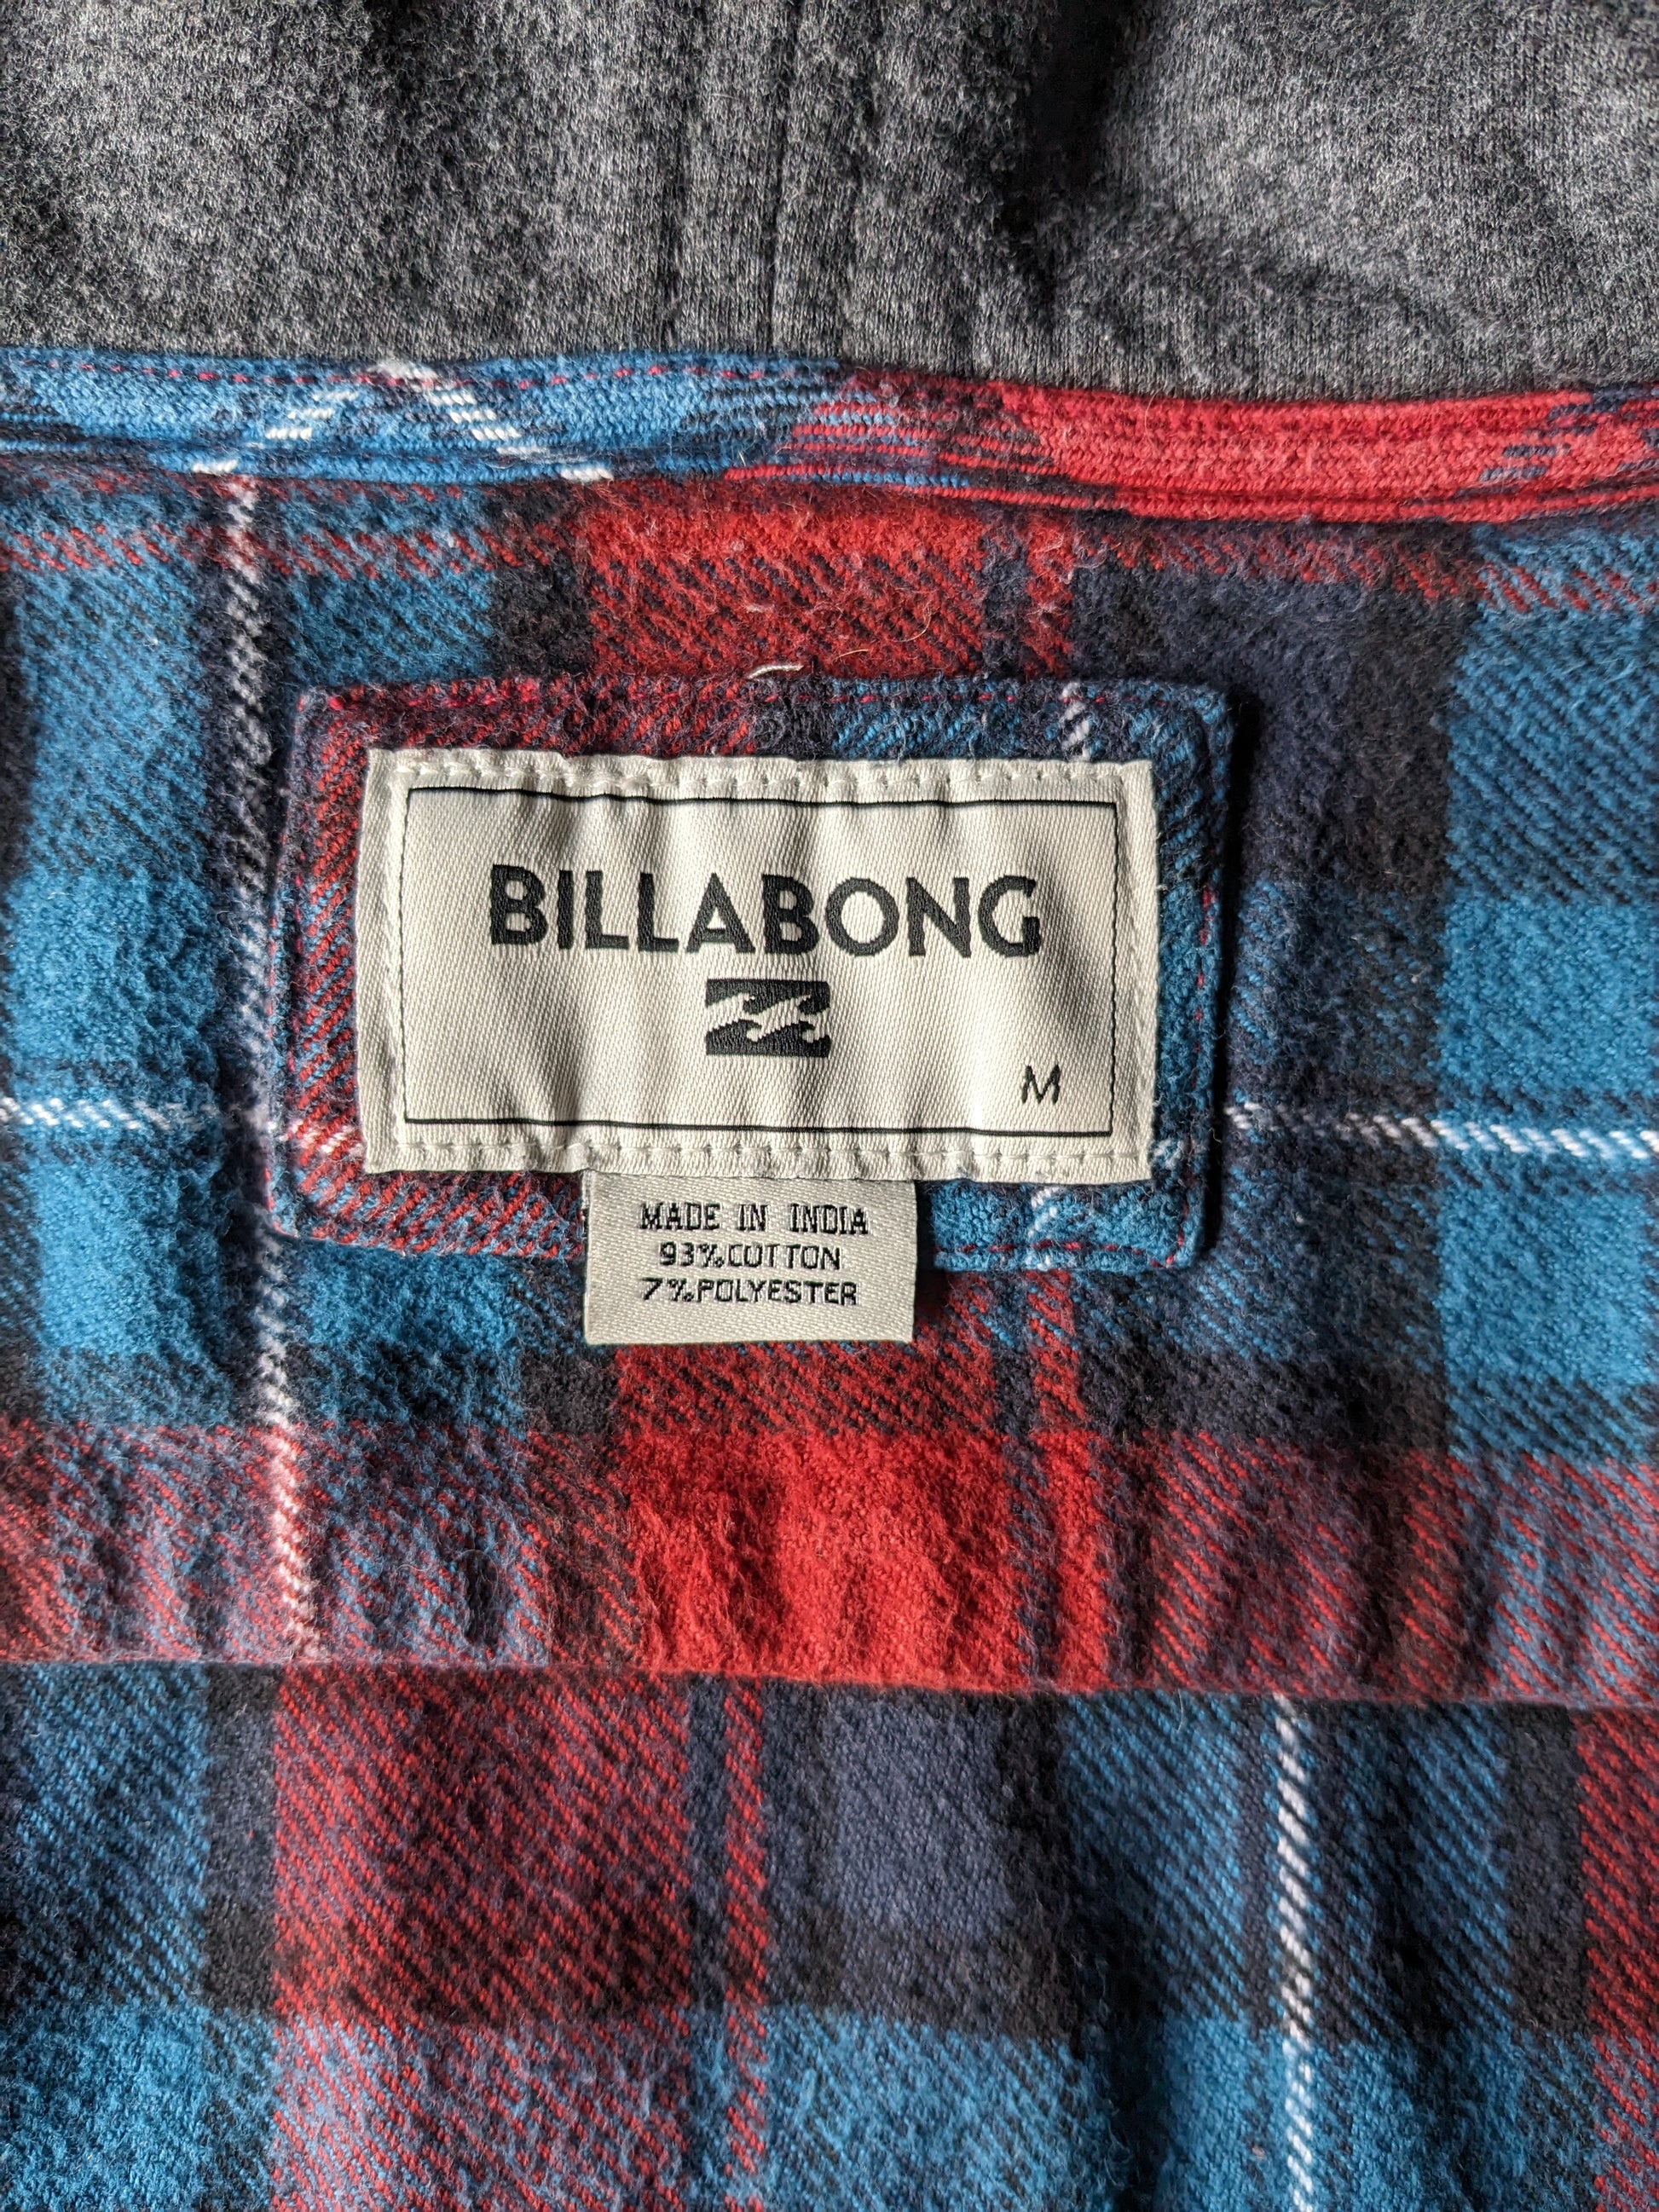 BILLABONG
M
MADE IN INDIA
93%COTTON
7%POLYESTER